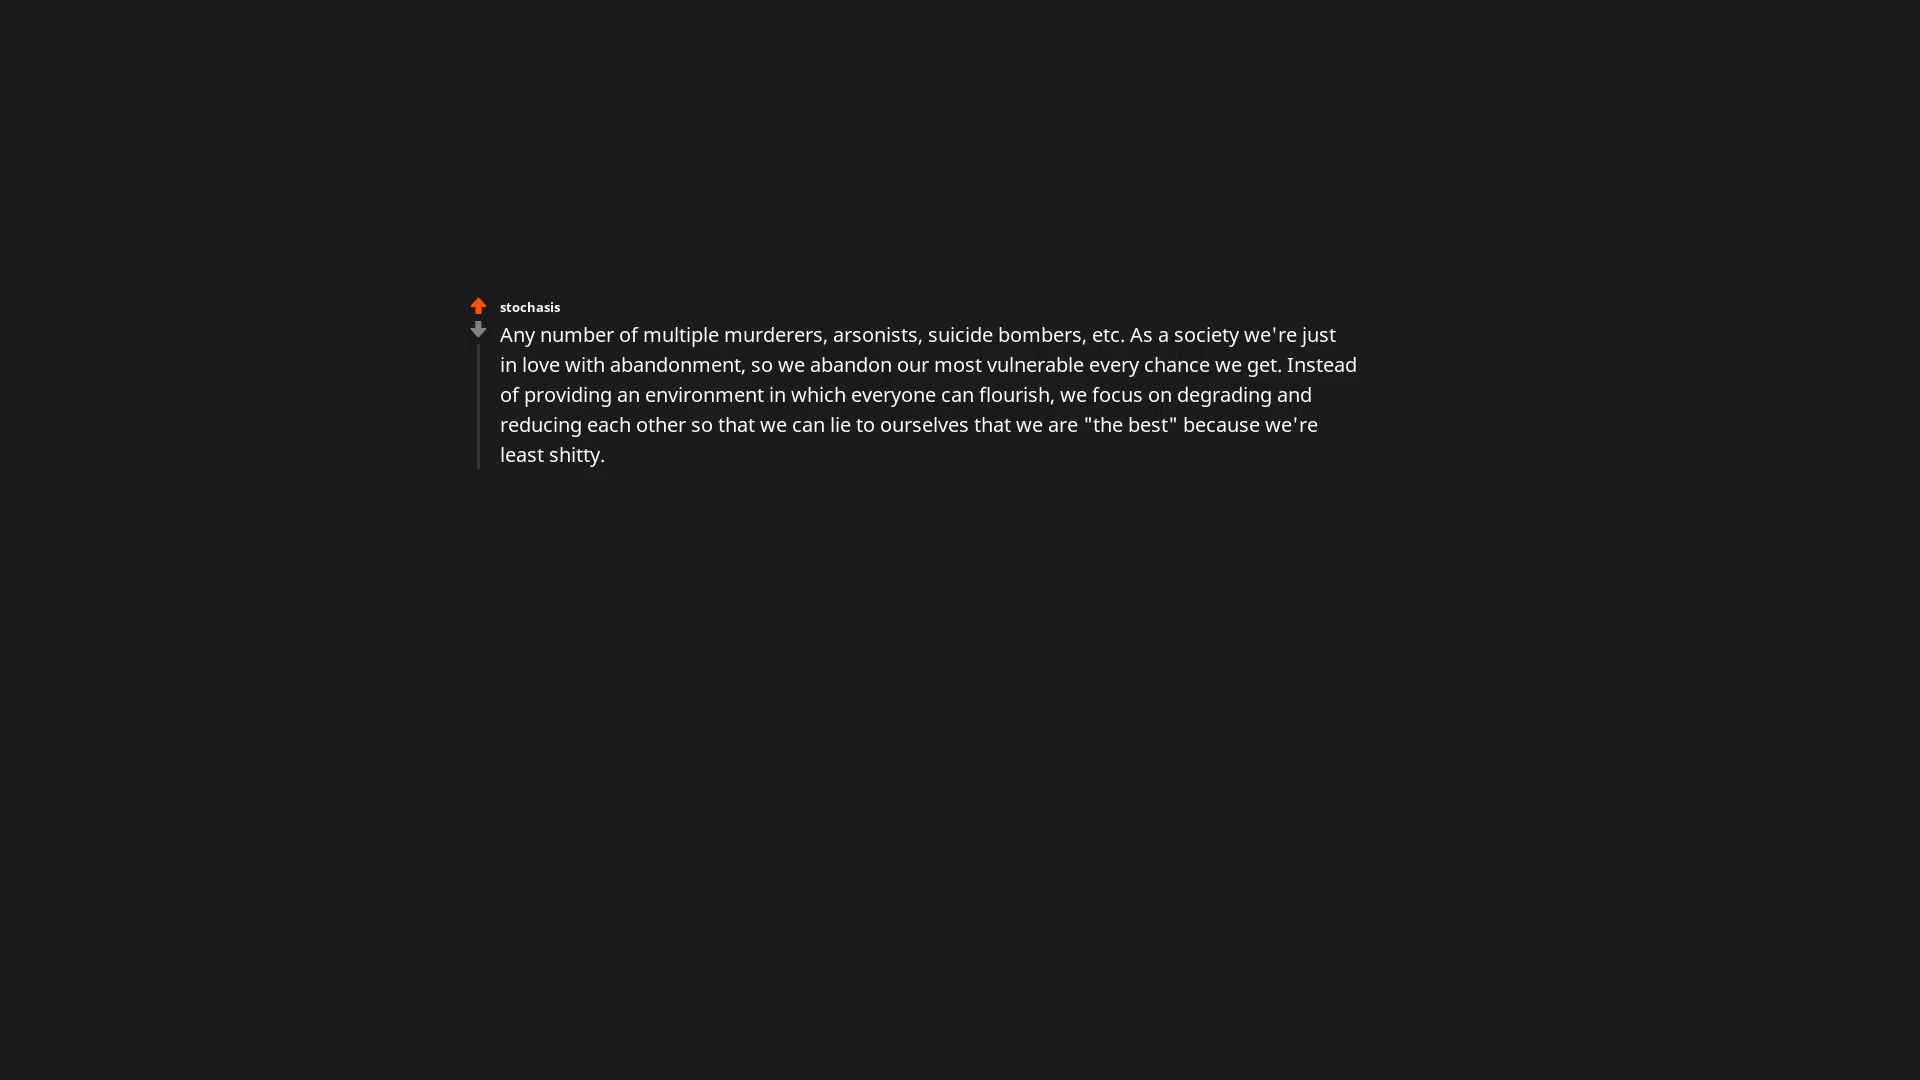 stochasis
Any number of multiple murderers, arsonists, suicide bombers, etc. As a society we're just
in love with abandonment, so we abandon our most vulnerable every chance we get. Instead
of providing an environment in which everyone can flourish, we focus on degrading and
reducing each other so that we can lie to ourselves that we are "the best" because we're
least shitty.